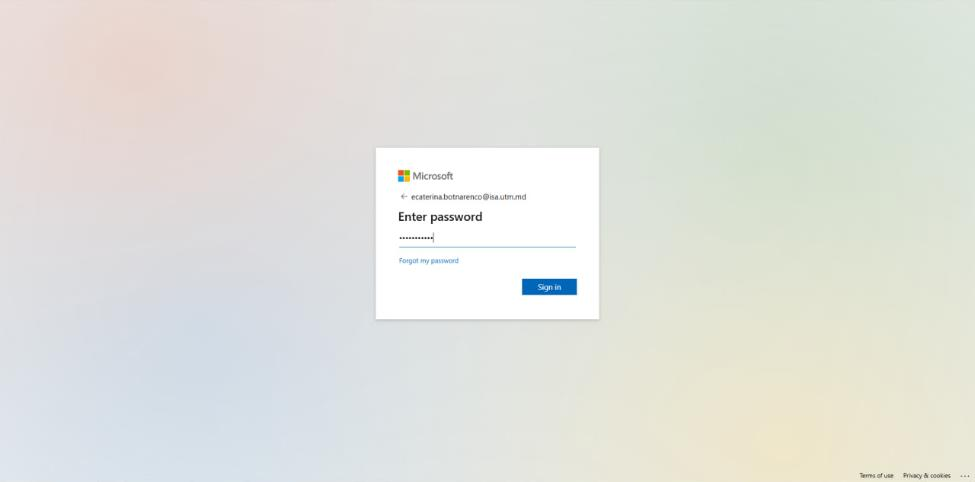 Microsoft
← ecaterina.botnarenco@isa.utm.md
Enter password
•••••••••••
Forgot my password
Sign in
Terms of use Privacy & cookies ...